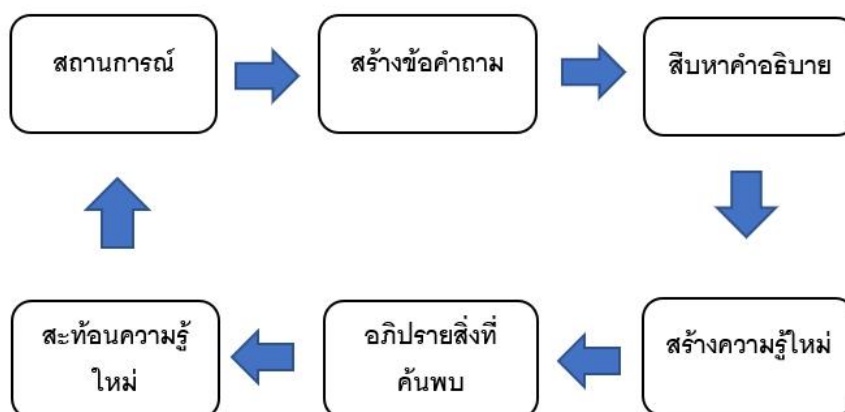 สถานการณ์
สร้างข้อคำถาม
สืบหาคำอธิบาย
สะท้อนความรู้
ใหม่
อภิปรายสิ่งที่
ค้นพบ
สร้างความรู้ใหม่